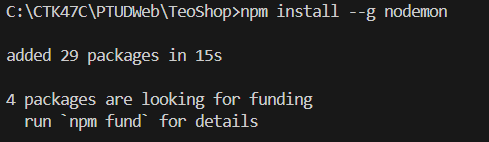 C:\CTK47C\PTUDWeb\TeoShop>npm install --g nodemon
added 29 packages in 15s
4 packages are looking for funding
  run `npm fund` for details